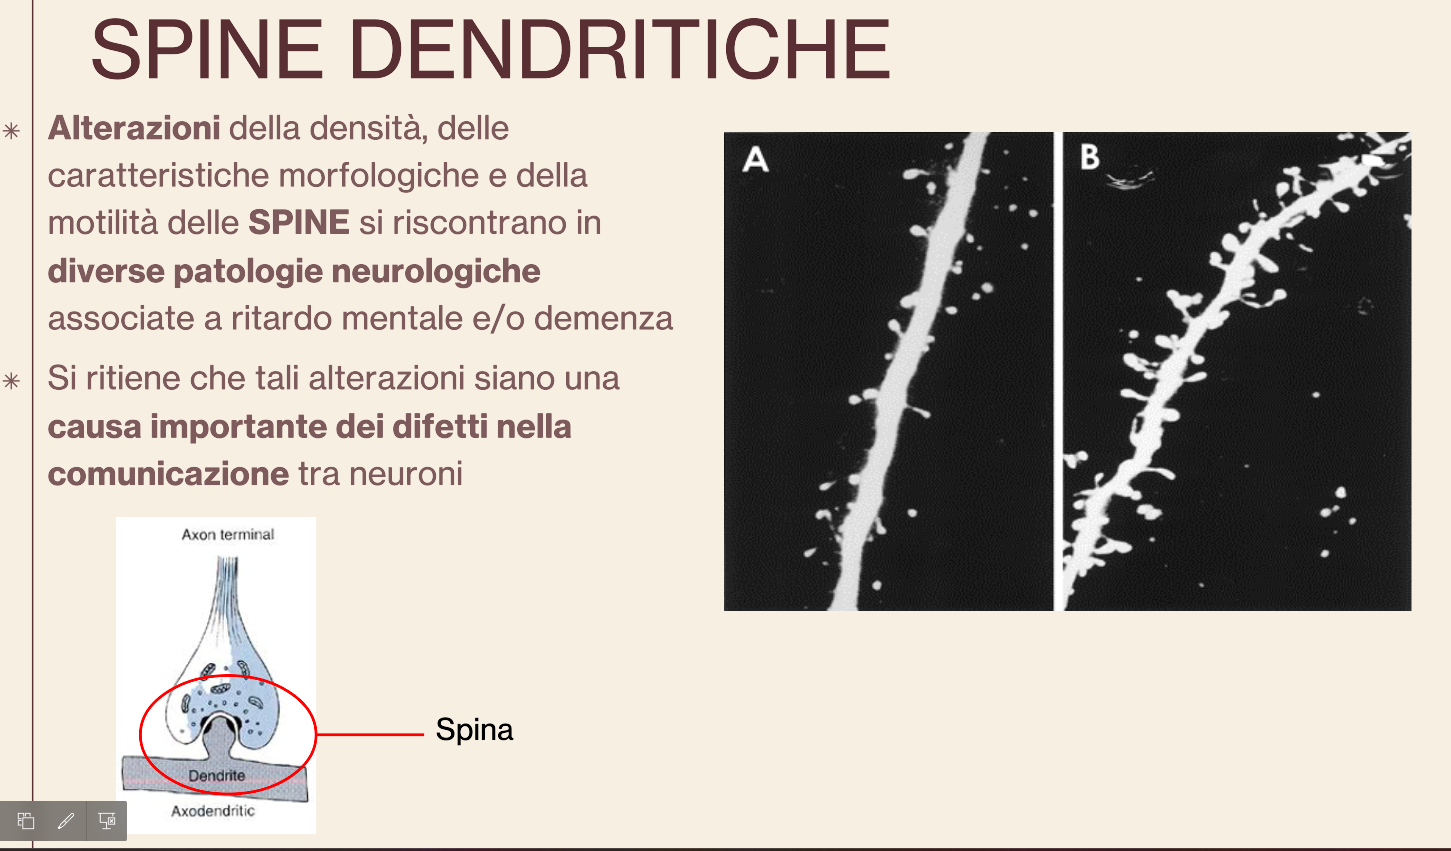 SPINE DENDRITICHE
Alterazioni della densità, delle
caratteristiche morfologiche e della
motilità delle SPINE si riscontrano in
diverse patologie neurologiche
associate a ritardo mentale e/o demenza
Si ritiene che tali alterazioni siano una
causa importante dei difetti nella
comunicazione tra neuroni
A
B
Axon terminal
Spina
Dendrite
Axodendritic